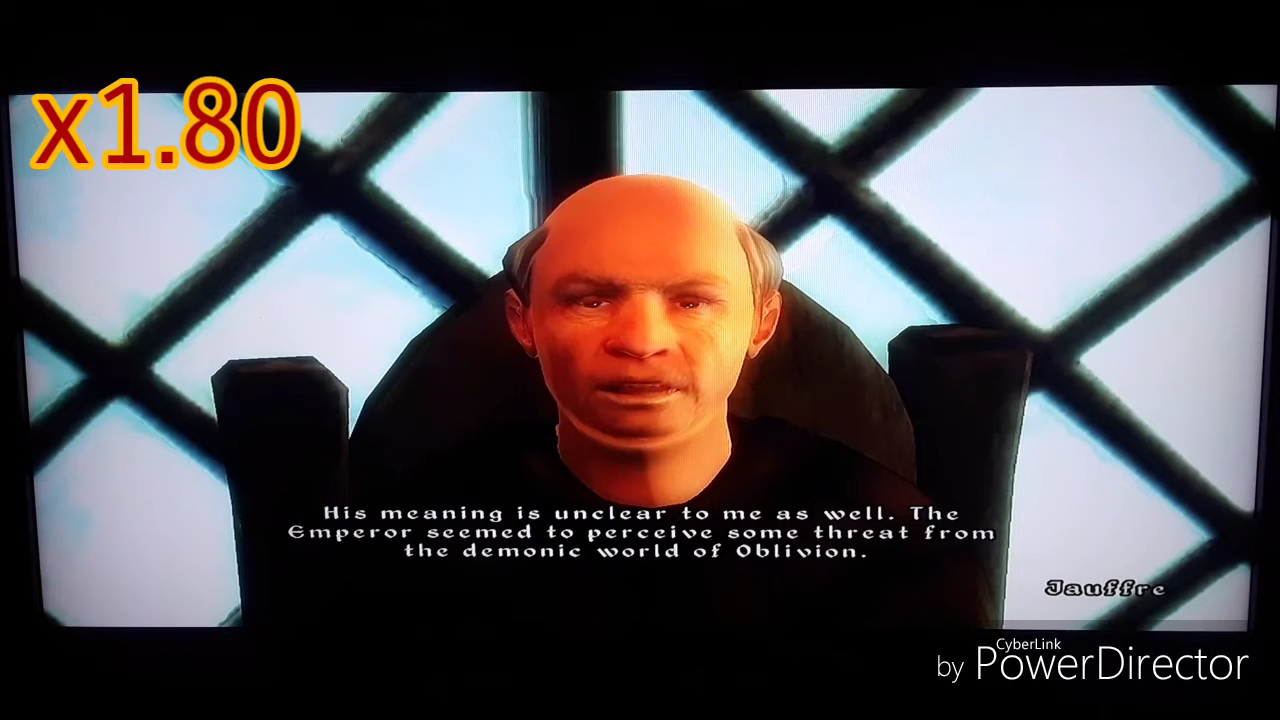 x1.80
His meaning is unclear to me as well. The
Emperor seemed to perceive some threat from
the demonic world of Oblivion.
Jauffre
by CyberLink PowerDirector